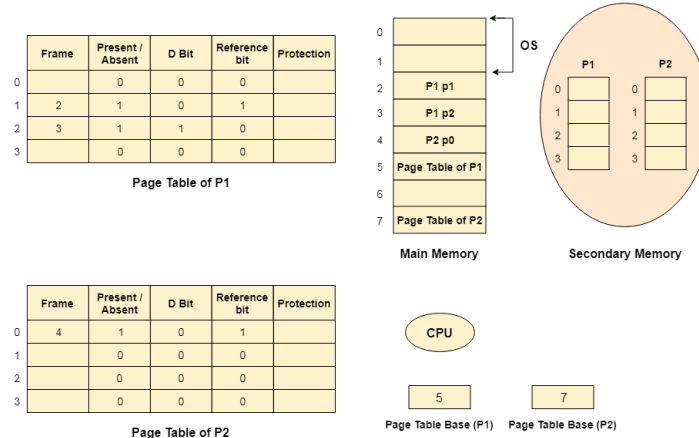 Frame Present / Absent D Bit Reference bit Protection
0 0 0 0
1 2 1 0 1
2 3 1 1 0
3 0 0 0
Page Table of P1
0
1
2 P1 p1
3 P1 p2
4 P2 p0
5 Page Table of P1
6
7 Page Table of P2
OS
Main Memory
P1 P2
0 0
1 1
2 2
3 3
Secondary Memory
Frame Present / Absent D Bit Reference bit Protection
0 4 1 0 1
1 0 0 0
2 0 0 0
3 0 0 0
Page Table of P2
CPU
5 7
Page Table Base (P1) Page Table Base (P2)